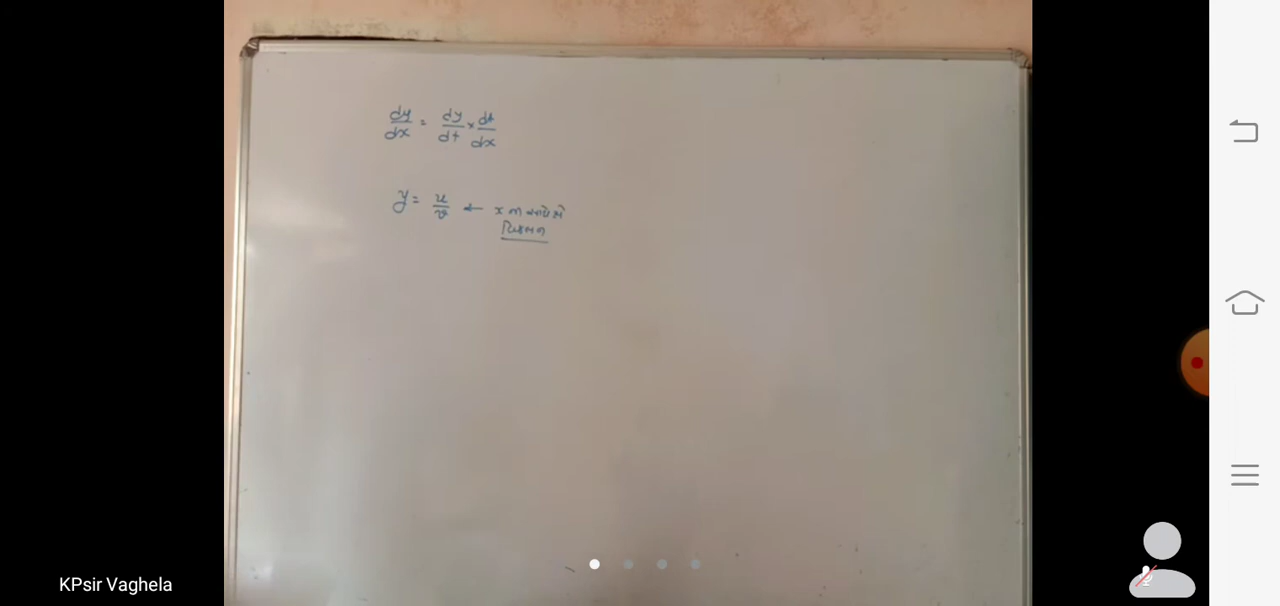 dy/dx = dy/dt × dt/dx
y = u/v ← x ના
KPsir Vaghela